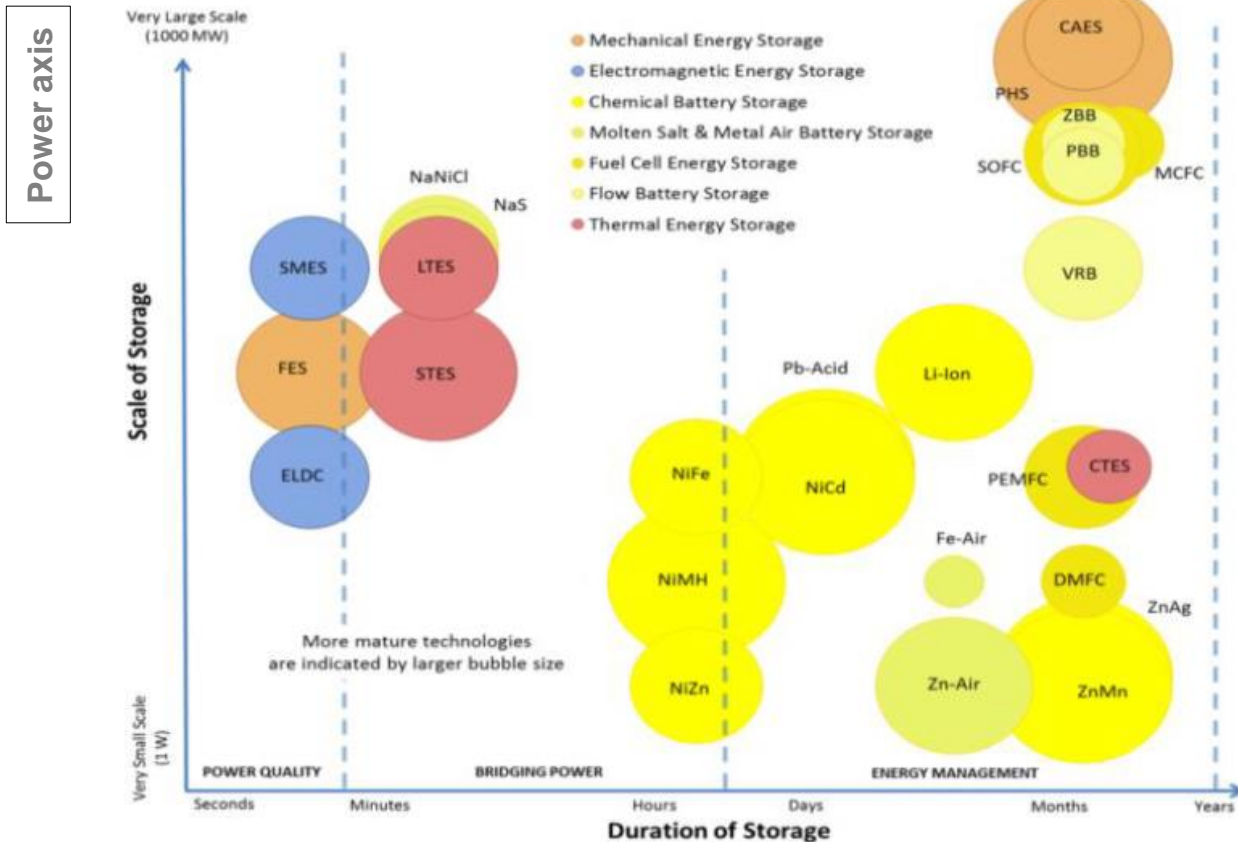 Power axis
Very Large Scale
(1000 MW)
Mechanical Energy Storage
Electromagnetic Energy Storage
Chemical Battery Storage
Molten Salt & Metal Air Battery Storage
Fuel Cell Energy Storage
Flow Battery Storage
Thermal Energy Storage
CAES
PHS
ZBB
PBB
SOFC
MCFC
NaNiCl
NaS
SMES
LTES
VRB
Scale of Storage
FES
STES
Pb-Acid
Li-Ion
ELDC
NiFe
NiCd
PEMFC
CTES
Fe-Air
NiMH
DMFC
ZnAg
More mature technologies
are indicated by larger bubble size
NiZn
Zn-Air
ZnMn
Very Small Scale
(1 W)
POWER QUALITY
BRIDGING POWER
ENERGY MANAGEMENT
Seconds
Minutes
Hours
Days
Months
Years
Duration of Storage